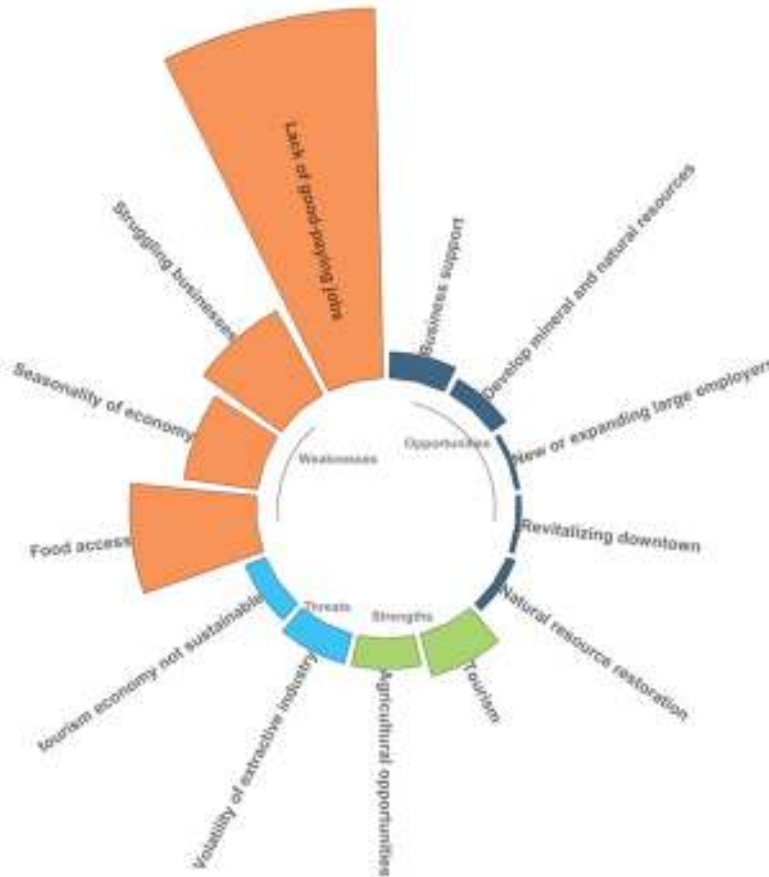 Lack of good-paying jobs
Business support
Develop mineral and natural resources
New or expanding large employers
Revitalizing downtown
Natural resource restoration
Tourism
Agricultural opportunities
Volatility of extractive industry
tourism economy not sustainable
Food access
Seasonality of economy
Struggling businesses
Weaknesses
Opportunities
Threats
Strengths